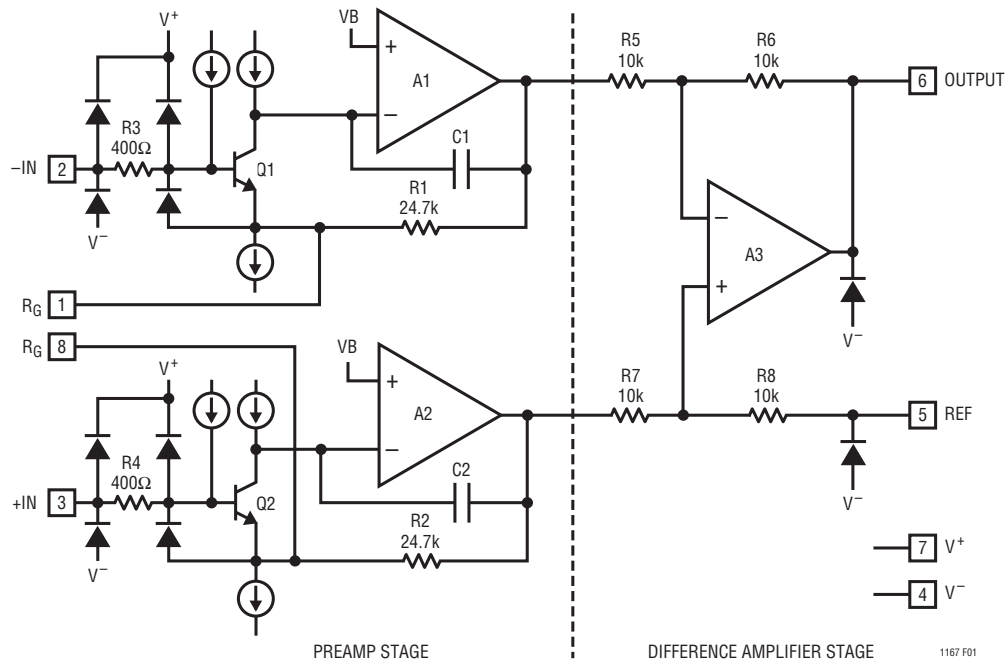 V+
VB
R5
10k
R6
10k
6 OUTPUT
+
A1
−
R3
400Ω
C1
−IN 2
Q1
R1
24.7k
V−
−
A3
+
RG 1
V−
RG 8
VB
V+
R7
10k
R8
10k
+
A2
−
5 REF
R4
400Ω
C2
+IN 3
Q2
V−
R2
24.7k
V−
7 V+
4 V−
PREAMP STAGE
DIFFERENCE AMPLIFIER STAGE
1167 F01